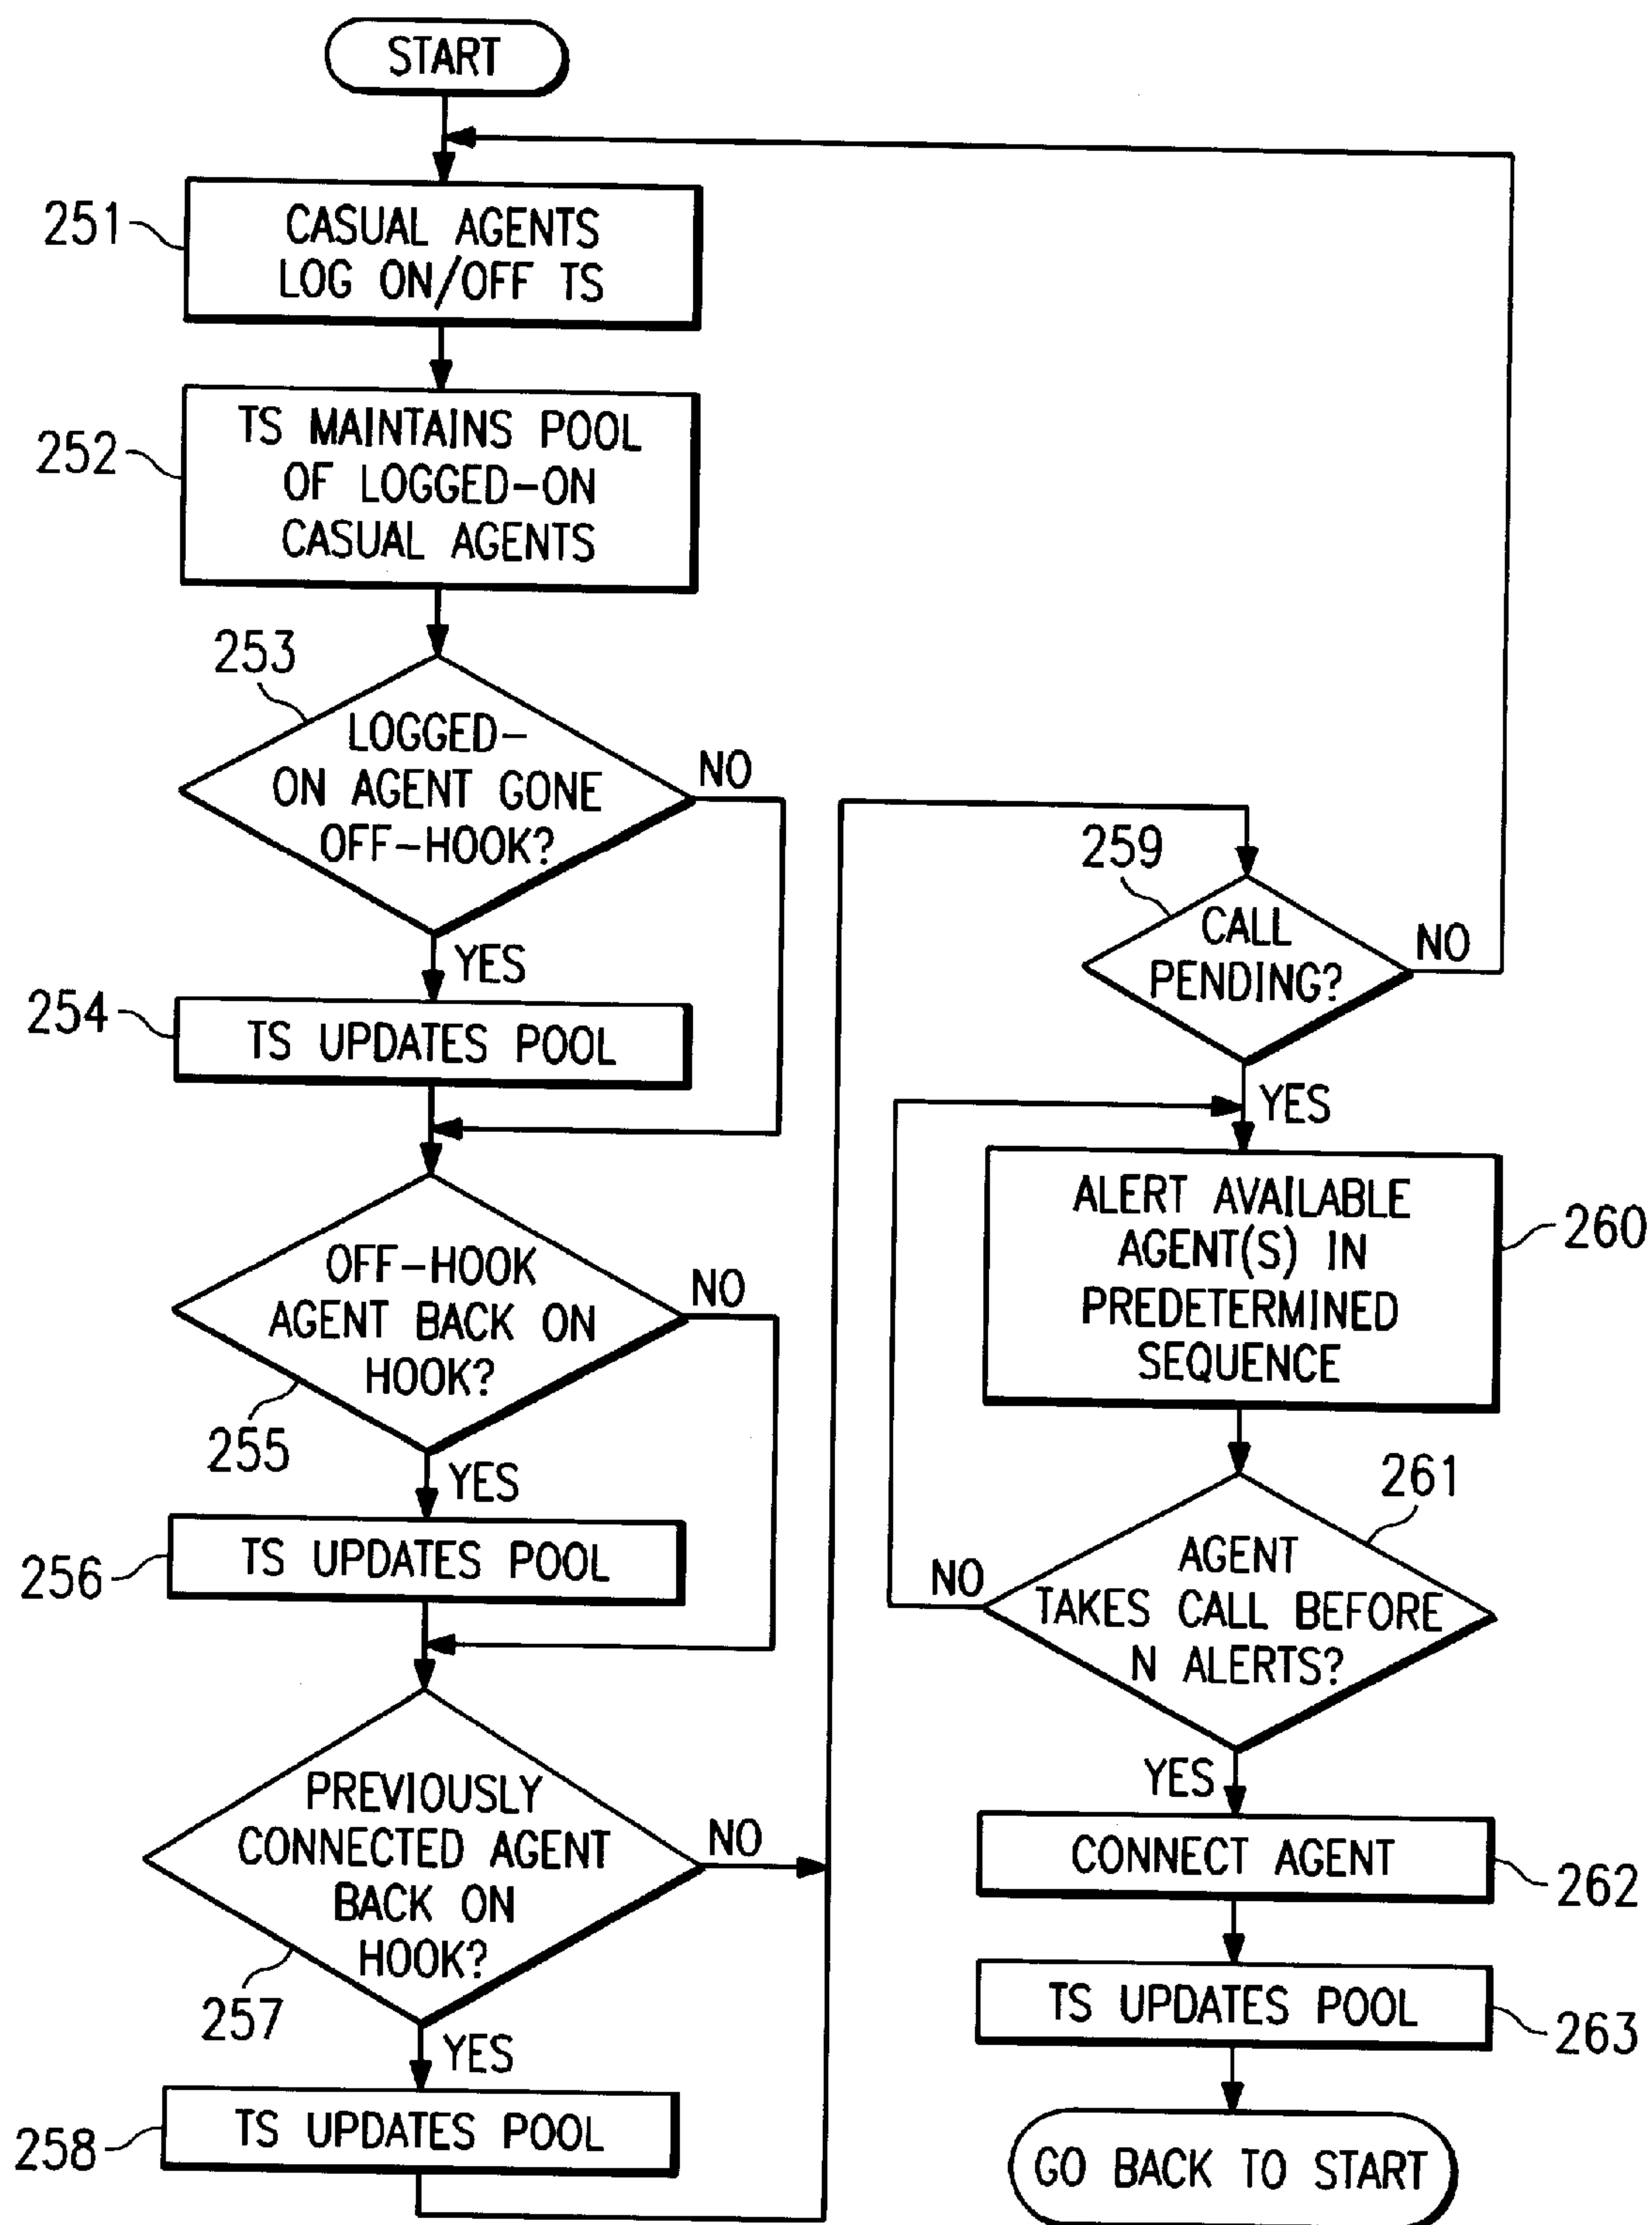 START
251
CASUAL AGENTS
LOG ON/OFF TS
252
TS MAINTAINS POOL
OF LOGGED-ON
CASUAL AGENTS
253
LOGGED-
ON AGENT GONE
OFF-HOOK?
NO
YES
254
TS UPDATES POOL
OFF-HOOK
AGENT BACK ON
HOOK?
NO
255
YES
256
TS UPDATES POOL
PREVIOUSLY
CONNECTED AGENT
BACK ON
HOOK?
NO
257
YES
258
TS UPDATES POOL
259
CALL
PENDING?
NO
YES
ALERT AVAILABLE
AGENT(S) IN
PREDETERMINED
SEQUENCE
260
261
AGENT
TAKES CALL BEFORE
N ALERTS?
NO
YES
CONNECT AGENT
262
TS UPDATES POOL
263
GO BACK TO START